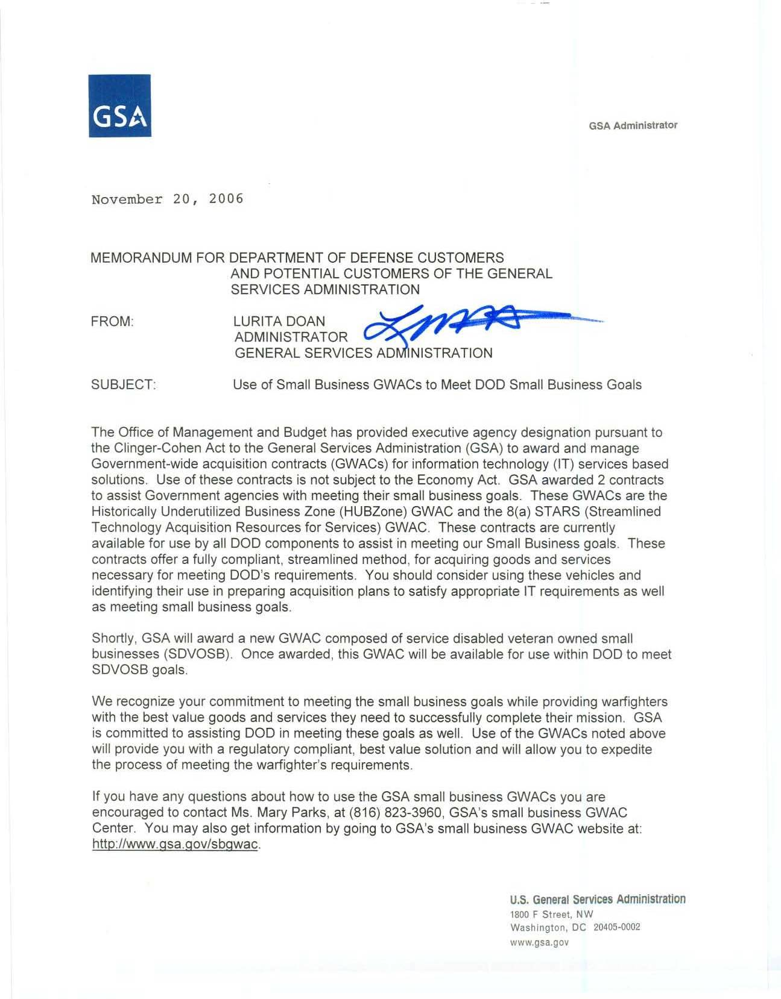 GSA
GSA Administrator
November 20, 2006
MEMORANDUM FOR DEPARTMENT OF DEFENSE CUSTOMERS
AND POTENTIAL CUSTOMERS OF THE GENERAL
SERVICES ADMINISTRATION
FROM: LURITA DOAN
ADMINISTRATOR
GENERAL SERVICES ADMINISTRATION
SUBJECT: Use of Small Business GWACs to Meet DOD Small Business Goals
The Office of Management and Budget has provided executive agency designation pursuant to
the Clinger-Cohen Act to the General Services Administration (GSA) to award and manage
Government-wide acquisition contracts (GWACs) for information technology (IT) services based
solutions. Use of these contracts is not subject to the Economy Act. GSA awarded 2 contracts
to assist Government agencies with meeting their small business goals. These GWACs are the
Historically Underutilized Business Zone (HUBZone) GWAC and the 8(a) STARS (Streamlined
Technology Acquisition Resources for Services) GWAC. These contracts are currently
available for use by all DOD components to assist in meeting our Small Business goals. These
contracts offer a fully compliant, streamlined method, for acquiring goods and services
necessary for meeting DOD's requirements. You should consider using these vehicles and
identifying their use in preparing acquisition plans to satisfy appropriate IT requirements as well
as meeting small business goals.
Shortly, GSA will award a new GWAC composed of service disabled veteran owned small
businesses (SDVOSB). Once awarded, this GWAC will be available for use within DOD to meet
SDVOSB goals.
We recognize your commitment to meeting the small business goals while providing warfighters
with the best value goods and services they need to successfully complete their mission. GSA
is committed to assisting DOD in meeting these goals as well. Use of the GWACs noted above
will provide you with a regulatory compliant, best value solution and will allow you to expedite
the process of meeting the warfighter's requirements.
If you have any questions about how to use the GSA small business GWACs you are
encouraged to contact Ms. Mary Parks, at (816) 823-3960, GSA's small business GWAC
Center. You may also get information by going to GSA's small business GWAC website at:
http://www.gsa.gov/sbgwac.
U.S. General Services Administration
1800 F Street, NW
Washington, DC 20405-0002
www.gsa.gov